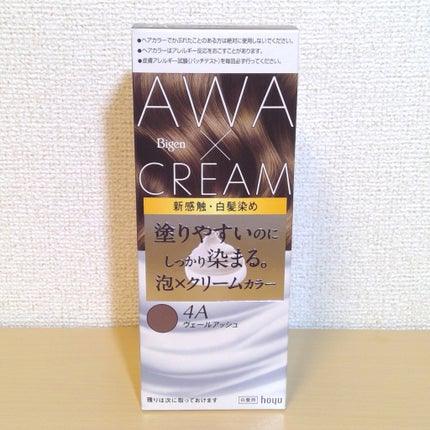 ●ヘアカラーでかぶれたことのある方は絶対に使用しないでください。
●ヘアカラーはアレルギー反応をおこすことがあります。
●皮膚アレルギー試験(パッチテスト)を毎回必ず行ってください。
AWA
Bigen ×
CREAM
新感触・白髪染め
塗りやすいのに
しっかり染まる。
泡×クリームカラー
4A
ヴェールアッシュ
残りは次に取っておけます
白髪用 hoyu